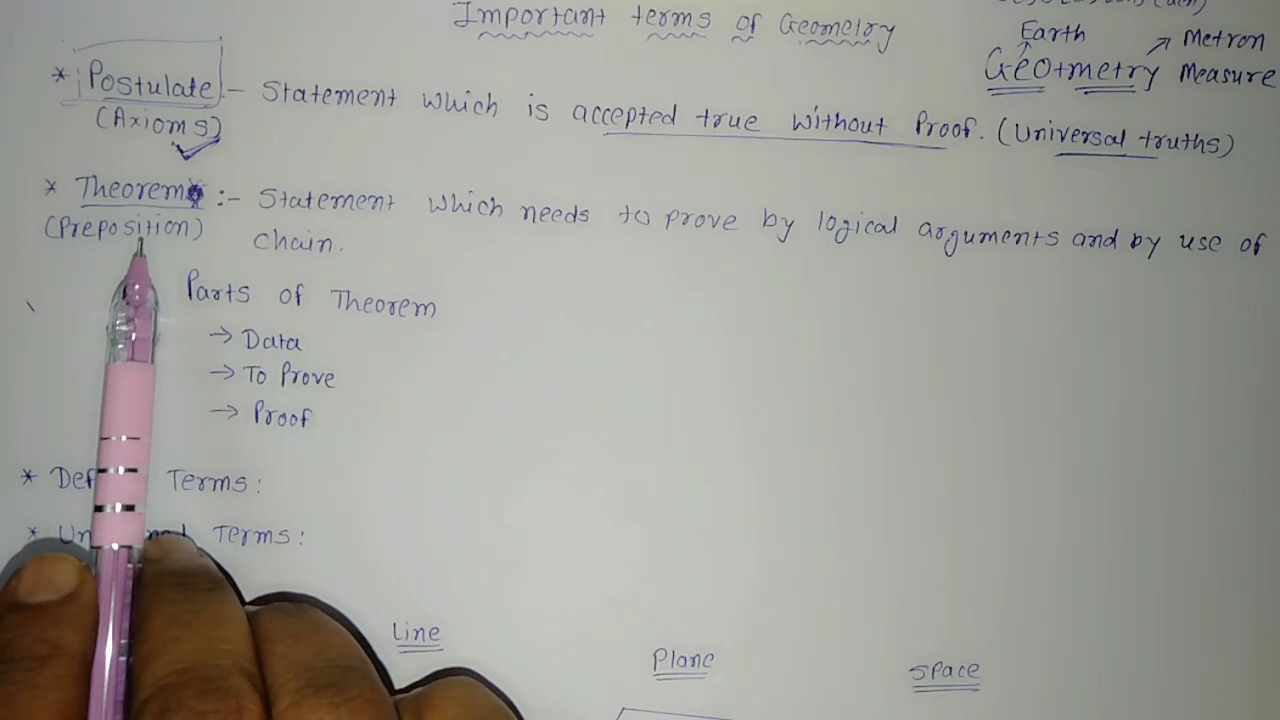 Important terms of Geometry
Earth Metron
Geo+metry Measure
* Postulate :- Statement which is accepted true without Proof. (Universal truths)
(Axioms)
* Theorem :- Statement which needs to prove by logical arguments and by use of
(Preposition) chain.
Parts of Theorem
→ Data
→ To Prove
→ Proof
* Terms:
* Terms:
Line
Plane
Space